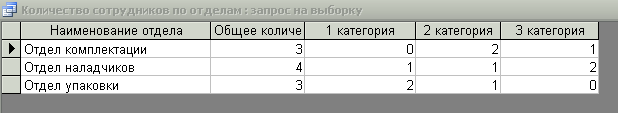 Количество сотрудников по отделам : запрос на выборку
Наименование отдела Общее количе 1 категория 2 категория 3 категория
Отдел комплектации 3 0 2 1
Отдел наладчиков 4 1 1 2
Отдел упаковки 3 2 1 0